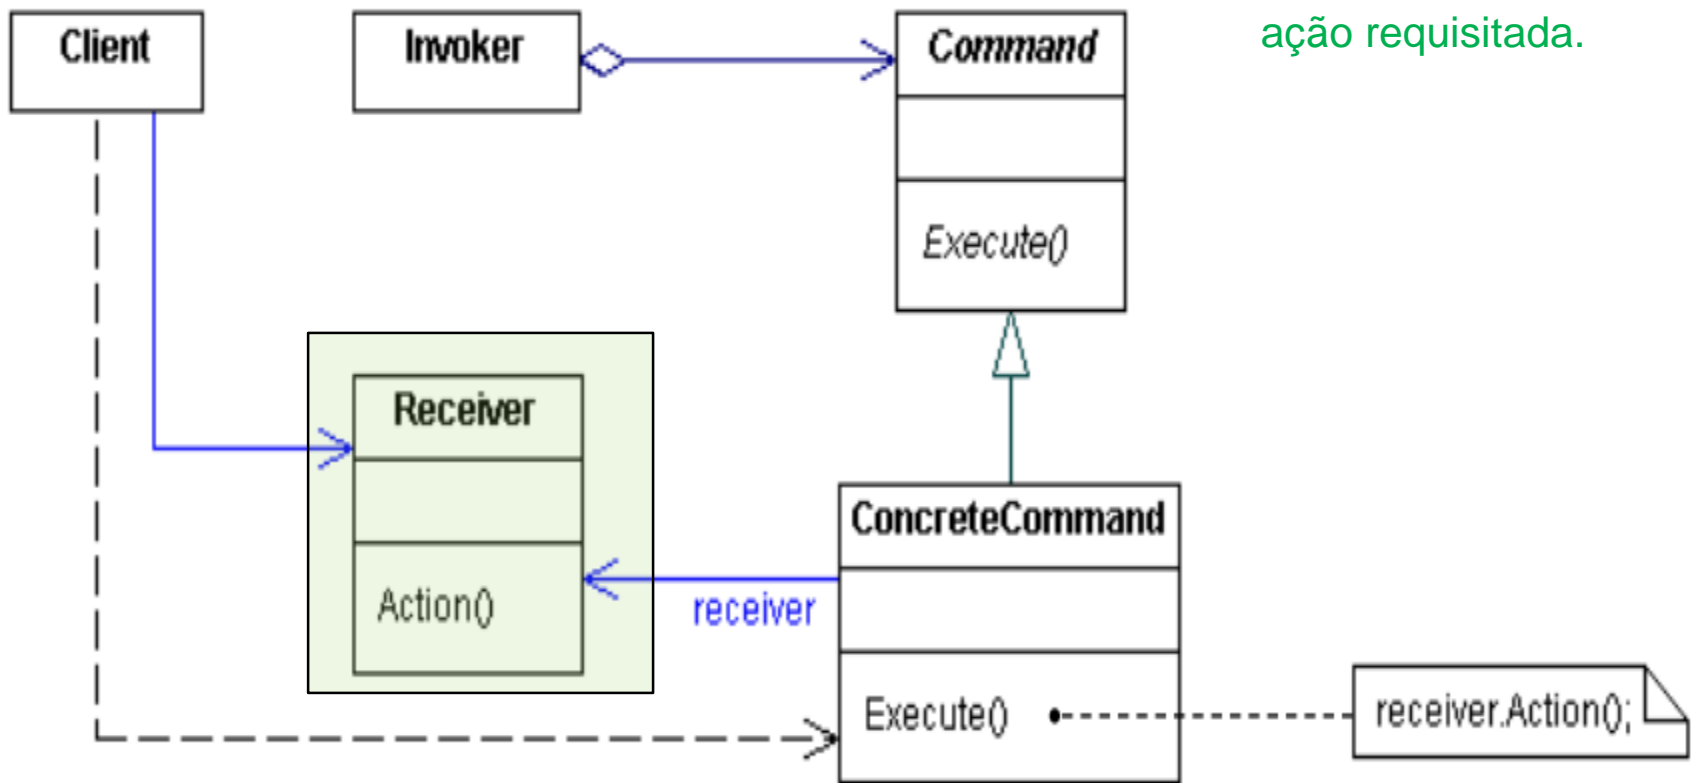 Client
Invoker
Command
ação requisitada.
Execute()
Receiver
Action()
receiver
ConcreteCommand
Execute()
receiver.Action();